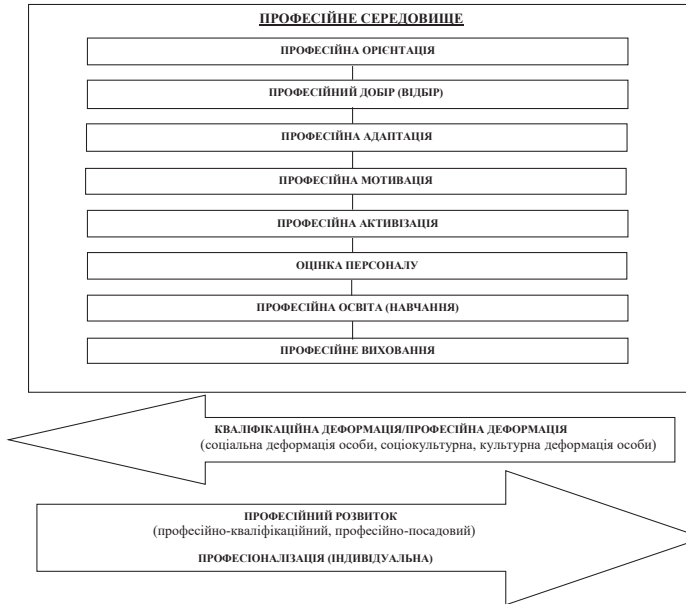 ПРОФЕСІЙНЕ СЕРЕДОВИЩЕ
ПРОФЕСІЙНА ОРІЄНТАЦІЯ
ПРОФЕСІЙНИЙ ДОБІР (ВІДБІР)
ПРОФЕСІЙНА АДАПТАЦІЯ
ПРОФЕСІЙНА МОТИВАЦІЯ
ПРОФЕСІЙНА АКТИВІЗАЦІЯ
ОЦІНКА ПЕРСОНАЛУ
ПРОФЕСІЙНА ОСВІТА (НАВЧАННЯ)
ПРОФЕСІЙНЕ ВИХОВАННЯ
КВАЛІФІКАЦІЙНА ДЕФОРМАЦІЯ/ПРОФЕСІЙНА ДЕФОРМАЦІЯ
(соціальна деформація особи, соціокультурна, культурна деформація особи)
ПРОФЕСІЙНИЙ РОЗВИТОК
(професійно-кваліфікаційний, професійно-посадовий)
ПРОФЕСІОНАЛІЗАЦІЯ (ІНДИВІДУАЛЬНА)